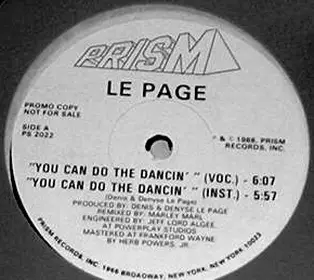 PRISM
LE PAGE
PROMO COPY
NOT FOR SALE
SIDE A
PS 2022
℗ & © 1986, PRISM
RECORDS, INC.
"YOU CAN DO THE DANCIN' " (VOC.) - 6:07
"YOU CAN DO THE DANCIN' " (INST.) - 5:57
(Denis & Denyse Le Page)
PRODUCED BY: DENIS & DENYSE LE PAGE
REMIXED BY: MARLEY MARL
ENGINEERED BY: JEFF LORD ALGEE,
AT POWERPLAY STUDIOS
MASTERED AT FRANKFORD WAYNE
BY HERB POWERS, JR.
PRISM RECORDS, INC. 1966 BROADWAY, NEW YORK, NEW YORK 10023